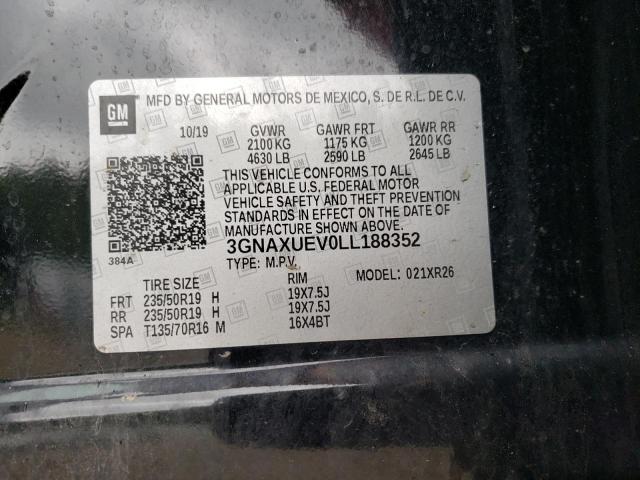 GM
MFD BY GENERAL MOTORS DE MEXICO, S. DE R.L. DE C.V.
10/19 GVWR GAWR FRT GAWR RR
2100 KG 1175 KG 1200 KG
4630 LB 2590 LB 2645 LB
THIS VEHICLE CONFORMS TO ALL
APPLICABLE U.S. FEDERAL MOTOR
VEHICLE SAFETY AND THEFT PREVENTION
STANDARDS IN EFFECT ON THE DATE OF
MANUFACTURE SHOWN ABOVE.
3GNAXUEV0LL188352
384A
TYPE: M.P.V.
TIRE SIZE RIM MODEL: 021XR26
FRT 235/50R19 H 19X7.5J
RR 235/50R19 H 19X7.5J
SPA T135/70R16 M 16X4BT